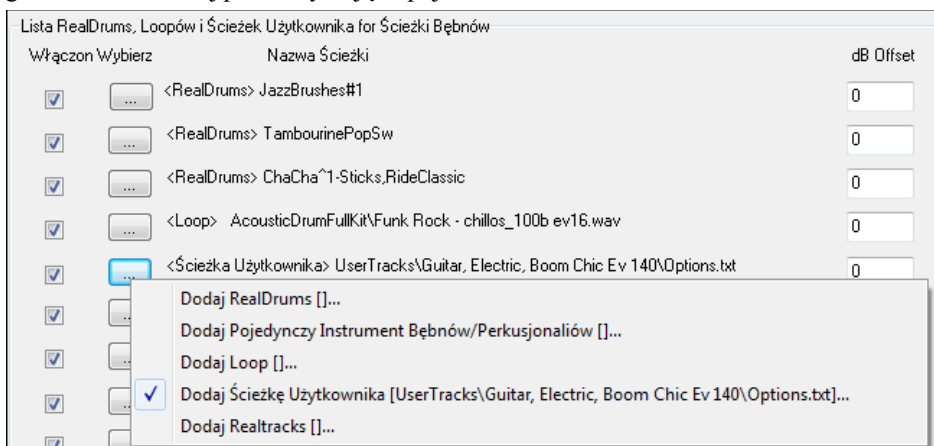 Lista RealDrums, Loopów i Ścieżek Użytkownika for Ścieżki Bębnów
Włączon Wybierz Nazwa Ścieżki dB Offset
... <RealDrums> JazzBrushes#1 0
... <RealDrums> TambourinePopSw 0
... <RealDrums> ChaCha^1-Sticks,RideClassic 0
... <Loop> AcousticDrumFullKit\Funk Rock - chillos_100b ev16.wav 0
... <Ścieżka Użytkownika> UserTracks\Guitar, Electric, Boom Chic Ev 140\Options.txt 0
Dodaj RealDrums []...
Dodaj Pojedynczy Instrument Bębnów/Perkusjonaliów []...
Dodaj Loop []...
Dodaj Ścieżkę Użytkownika [UserTracks\Guitar, Electric, Boom Chic Ev 140\Options.txt]...
Dodaj Realtracks []...